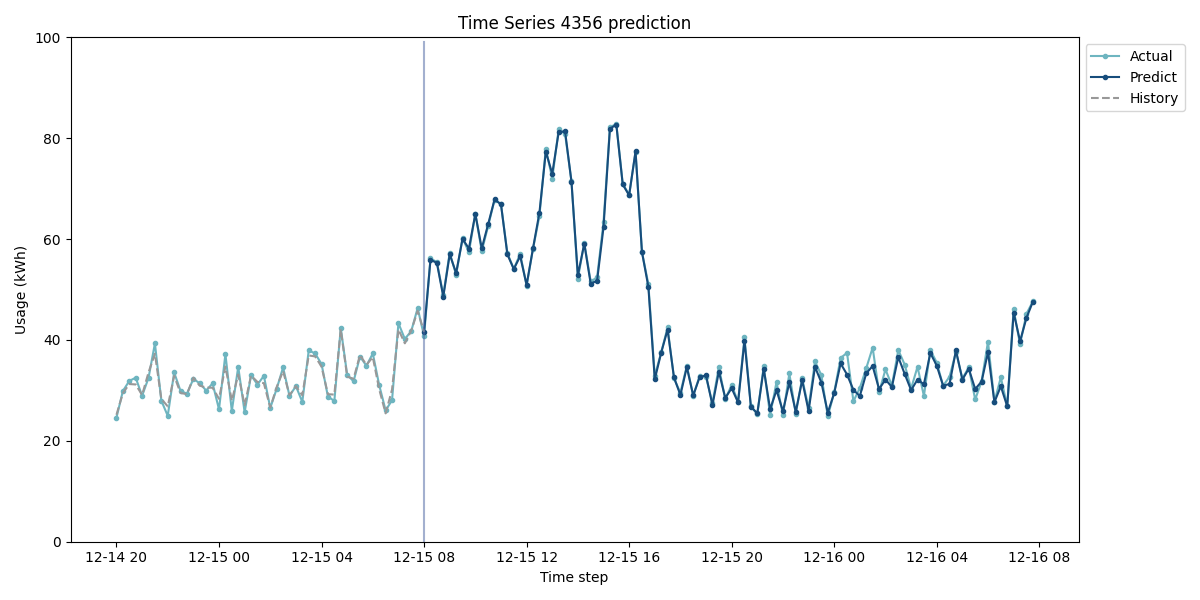 Time Series 4356 prediction
100
80
60
40
20
0
Usage (kWh)
12-14 20
12-15 00
12-15 04
12-15 08
12-15 12
12-15 16
12-15 20
12-16 00
12-16 04
12-16 08
Time step
Actual
Predict
History